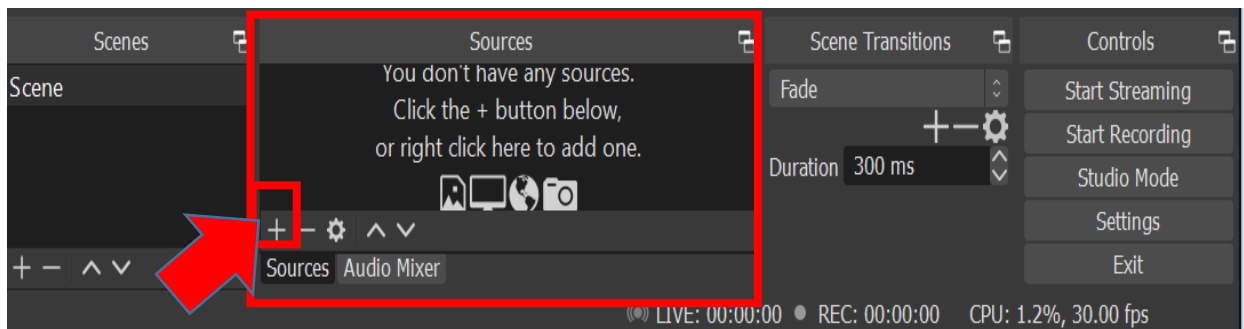 Scenes
Scene
Sources
You don't have any sources.
Click the + button below,
or right click here to add one.
Sources Audio Mixer
Scene Transitions
Fade
Duration 300 ms
Controls
Start Streaming
Start Recording
Studio Mode
Settings
Exit
LIVE: 00:00:00 REC: 00:00:00 CPU: 1.2%, 30.00 fps